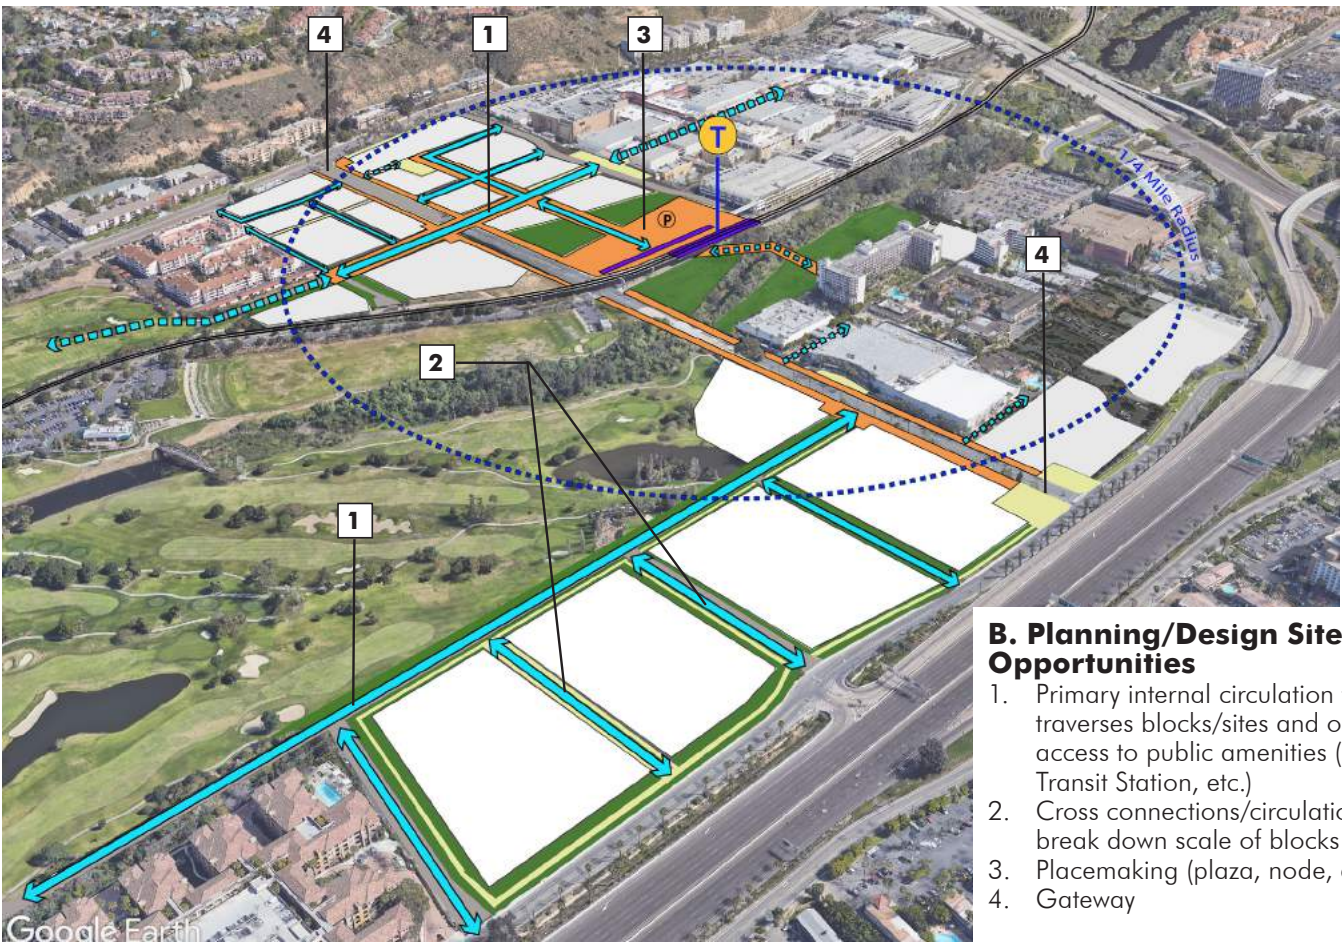 4
1
3
T
1/4 Mile Radius
P
4
2
1
B. Planning/Design Site
Opportunities
1. Primary internal circulation
traverses blocks/sites and
access to public amenities (
Transit Station, etc.)
2. Cross connections/circulatio
break down scale of blocks
3. Placemaking (plaza, node,
4. Gateway
Google Earth